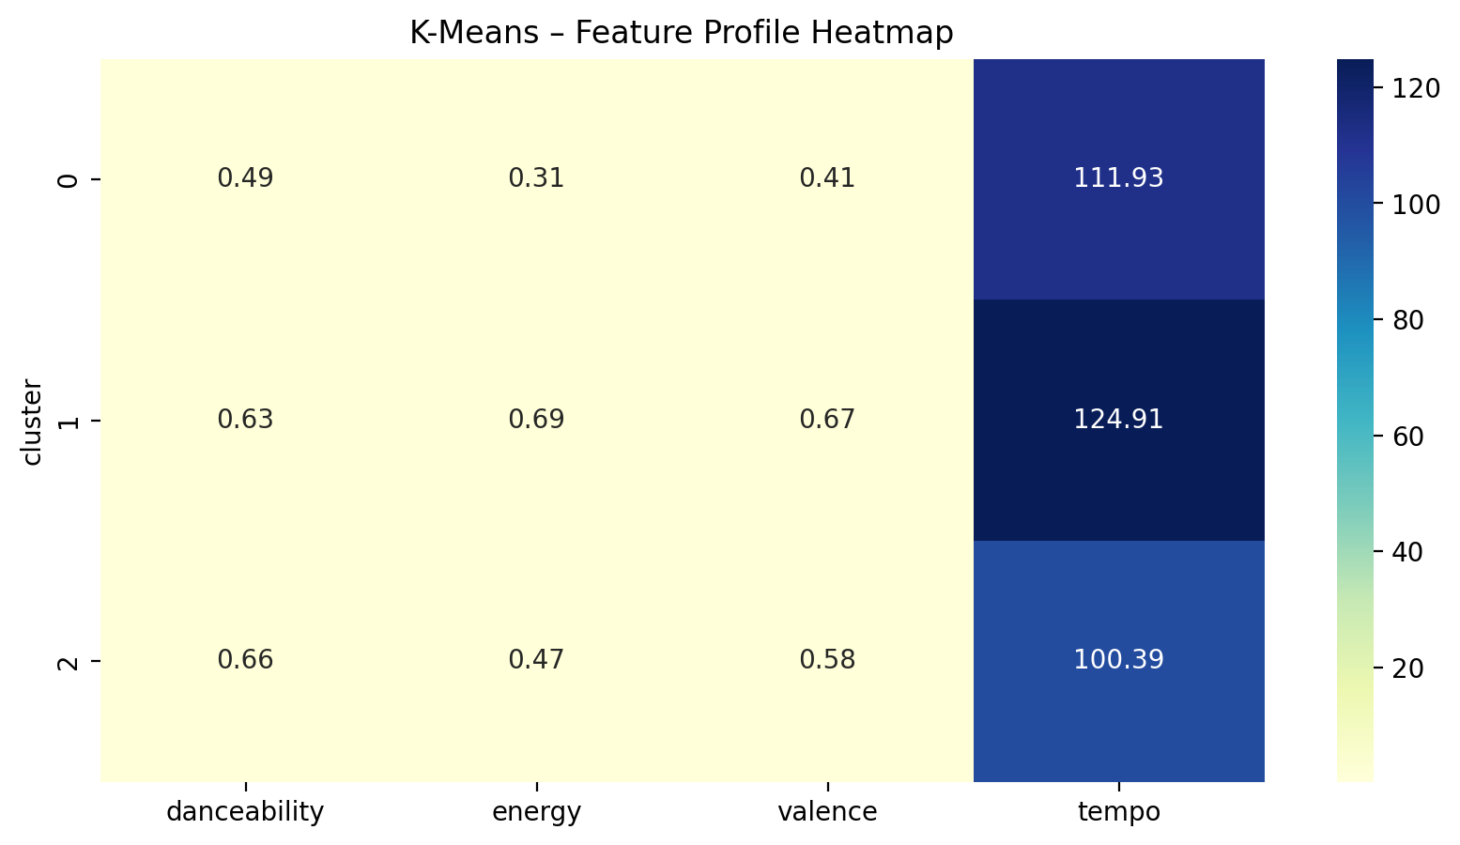 K-Means – Feature Profile Heatmap
cluster
0 0.49 0.31 0.41 111.93
1 0.63 0.69 0.67 124.91
2 0.66 0.47 0.58 100.39
danceability energy valence tempo
120
100
80
60
40
20